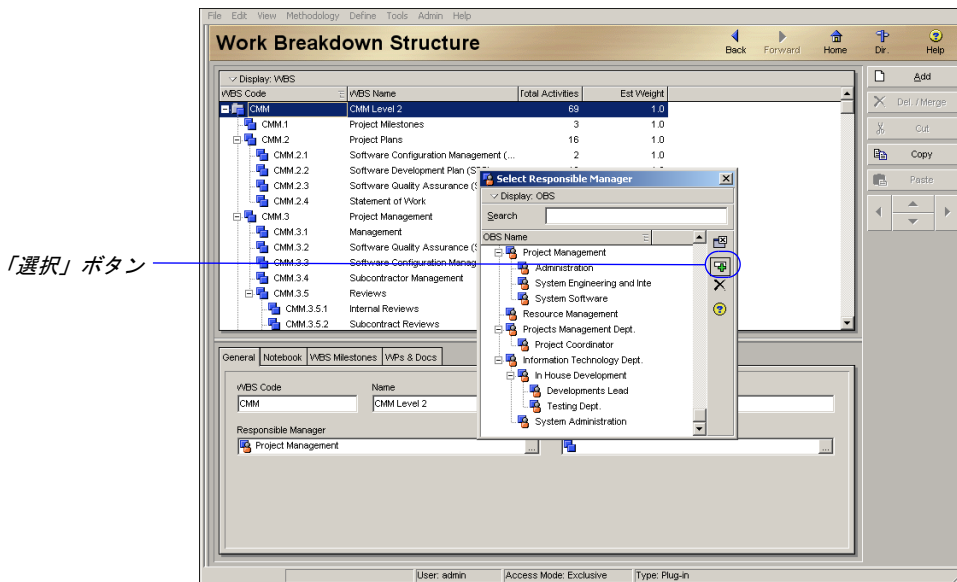 File Edit View Methodology Define Tools Admin Help
Work Breakdown Structure
Back Forward Home Dir. Help
Display: WBS
WBS Code WBS Name Total Activities Est Weight
CMM CMM Level 2 69 1.0
CMM.1 Project Milestones 3 1.0
CMM.2 Project Plans 16 1.0
CMM.2.1 Software Configuration Management (... 2 1.0
CMM.2.2 Software Development Plan
CMM.2.3 Software Quality Assurance
CMM.2.4 Statement of Work
CMM.3 Project Management
CMM.3.1 Management
CMM.3.2 Software Quality Assurance
CMM.3.3 Software Configuration Manag
CMM.3.4 Subcontractor Management
CMM.3.5 Reviews
CMM.3.5.1 Internal Reviews
CMM.3.5.2 Subcontract Reviews
Add
Del. / Merge
Cut
Copy
Paste
Select Responsible Manager
Display: OBS
Search
OBS Name
Project Management
Administration
System Engineering and Inte
System Software
Resource Management
Projects Management Dept.
Project Coordinator
Information Technology Dept.
In House Development
Developments Lead
Testing Dept.
System Administration
「選択」ボタン
General Notebook WBS Milestones WPs & Docs
WBS Code Name
CMM CMM Level 2
Responsible Manager
Project Management ... ...
User: admin Access Mode: Exclusive Type: Plug-in